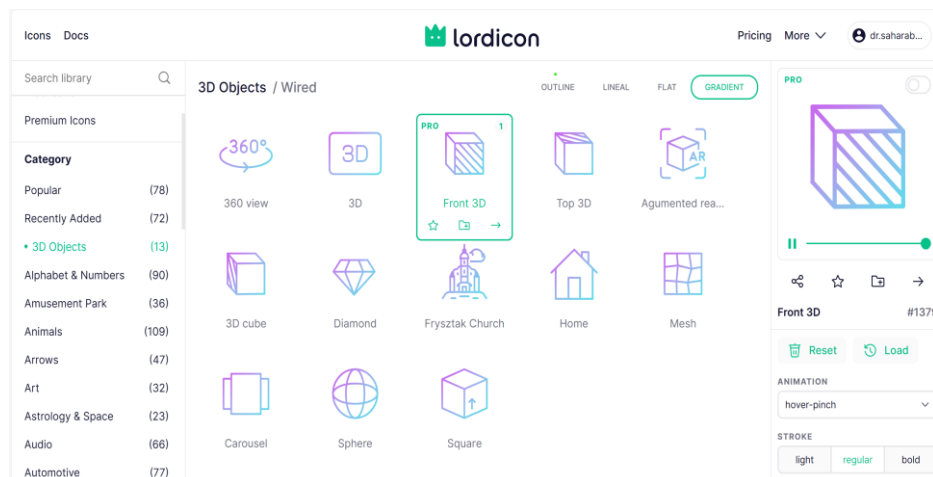 Icons Docs
lordicon
Pricing More
dr.saharab...
Search library
Premium Icons
Category
Popular (78)
Recently Added (72)
• 3D Objects (13)
Alphabet & Numbers (90)
Amusement Park (36)
Animals (109)
Arrows (47)
Art (32)
Astrology & Space (23)
Audio (66)
Automotive (77)
3D Objects / Wired
OUTLINE LINEAL FLAT GRADIENT
360°
3D
PRO 1
AR
360 view
3D
Front 3D
Top 3D
Agumented rea...
3D cube
Diamond
Frysztak Church
Home
Mesh
Carousel
Sphere
Square
PRO
Front 3D #1379
Reset Load
ANIMATION
hover-pinch
STROKE
light regular bold